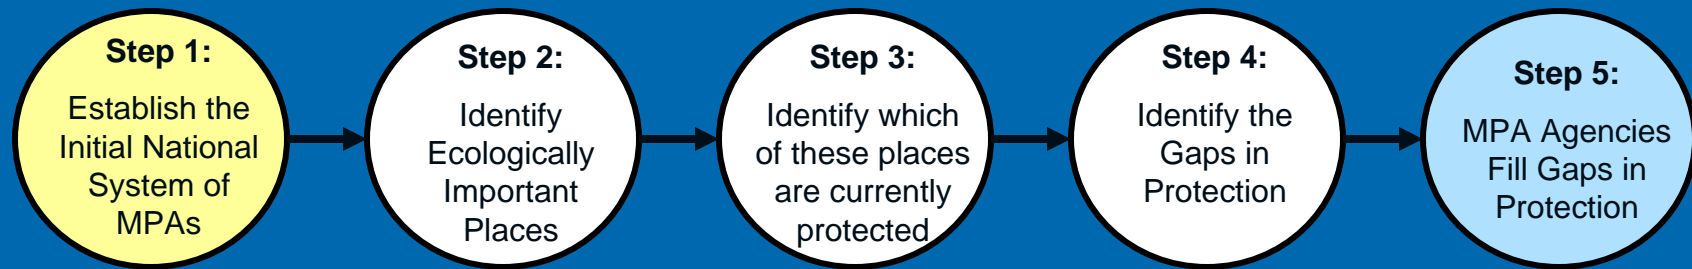 Step 1:
Establish the
Initial National
System of
MPAs
Step 2:
Identify
Ecologically
Important
Places
Step 3:
Identify which
of these places
are currently
protected
Step 4:
Identify the
Gaps in
Protection
Step 5:
MPA Agencies
Fill Gaps in
Protection